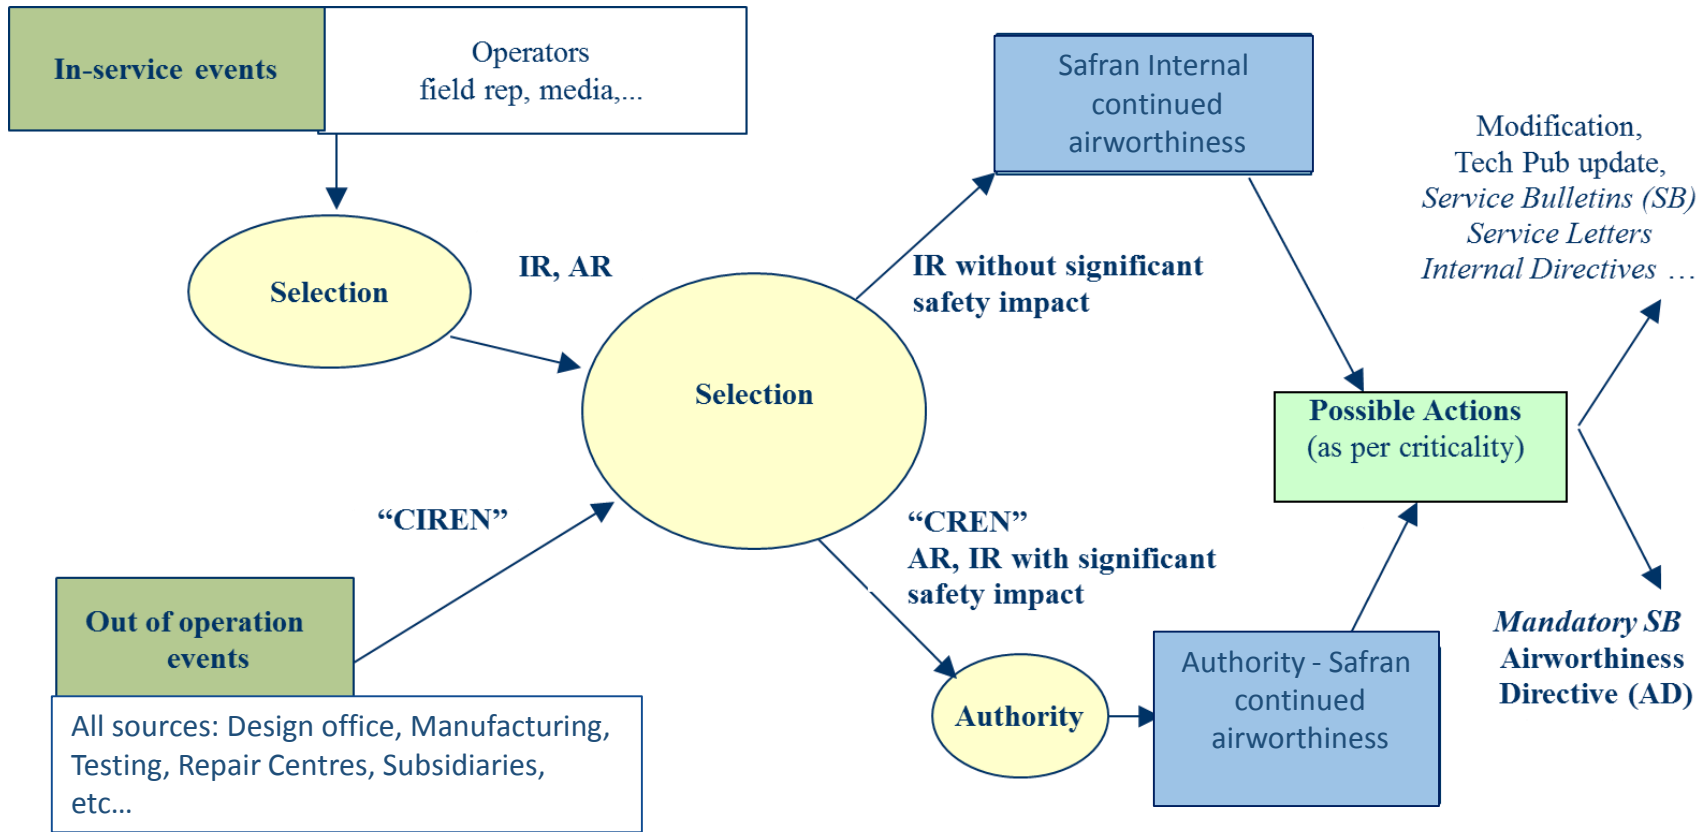 In-service events
Operators
field rep, media,...
Safran Internal
continued
airworthiness
Modification,
Tech Pub update,
Service Bulletins (SB)
Service Letters
Internal Directives …
Selection
IR, AR
IR without significant
safety impact
Selection
Possible Actions
(as per criticality)
“CIREN”
“CREN”
AR, IR with significant
safety impact
Out of operation
events
All sources: Design office, Manufacturing,
Testing, Repair Centres, Subsidiaries,
etc…
Authority
Authority - Safran
continued
airworthiness
Mandatory SB
Airworthiness
Directive (AD)